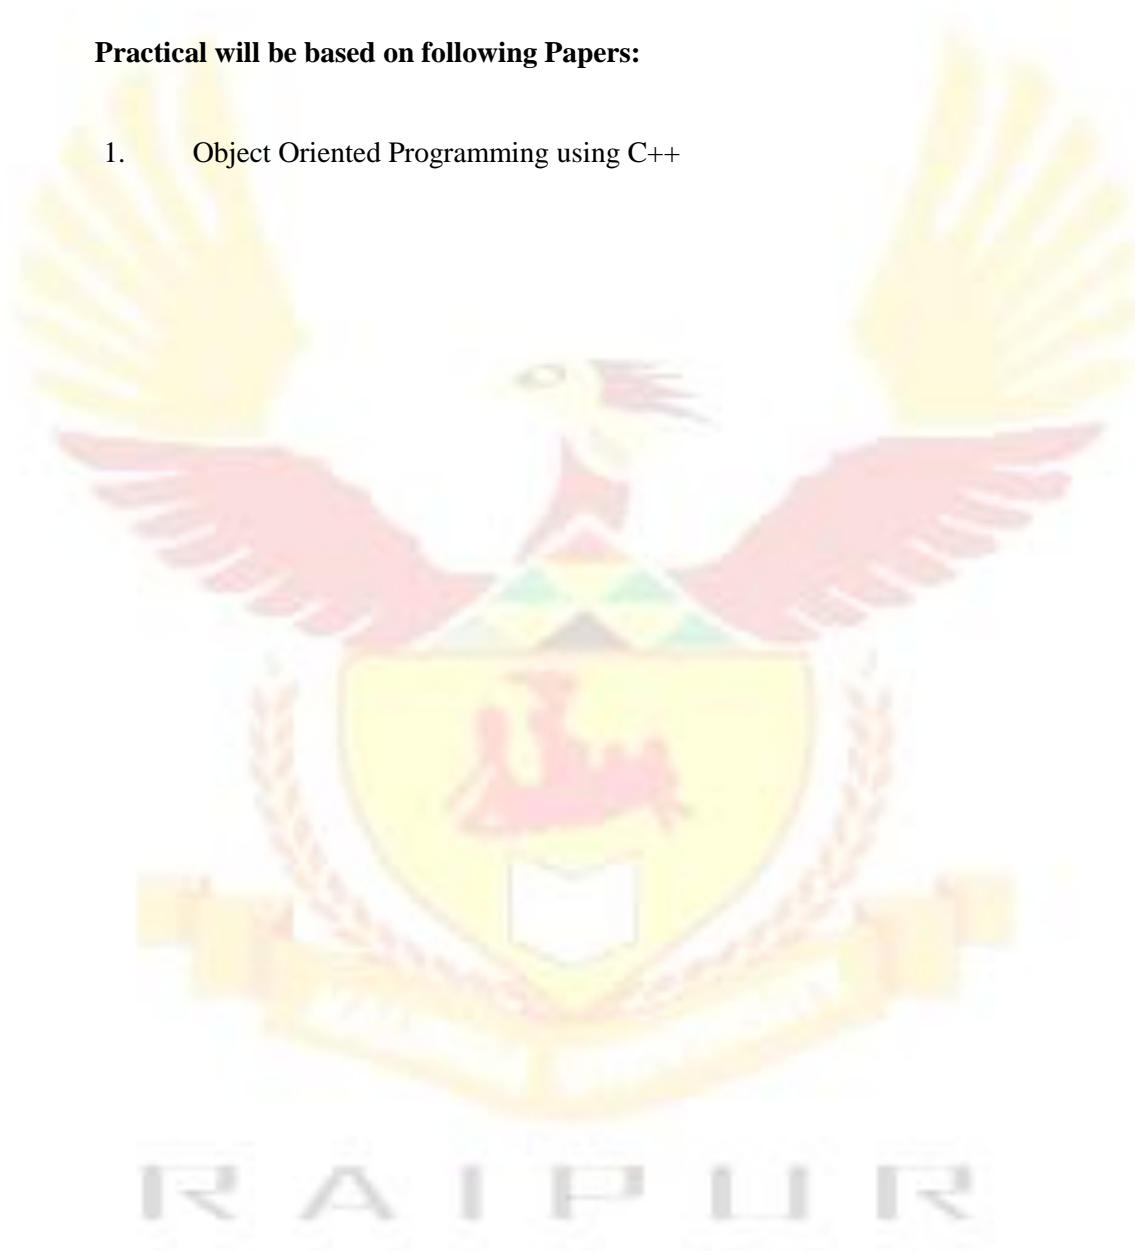 Practical will be based on following Papers:
1. Object Oriented Programming using C++
RAIPUR